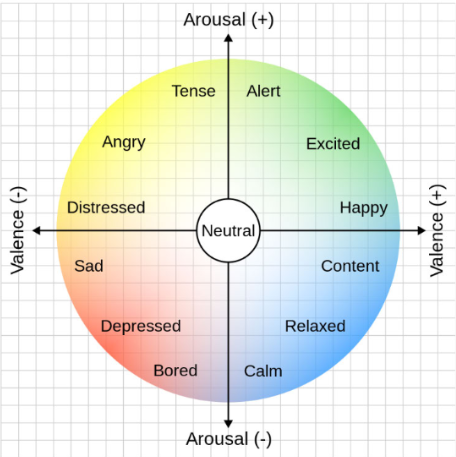 Arousal (+)
Tense
Alert
Angry
Excited
Distressed
Happy
Valence (-)
Neutral
Valence (+)
Sad
Content
Depressed
Relaxed
Bored
Calm
Arousal (-)